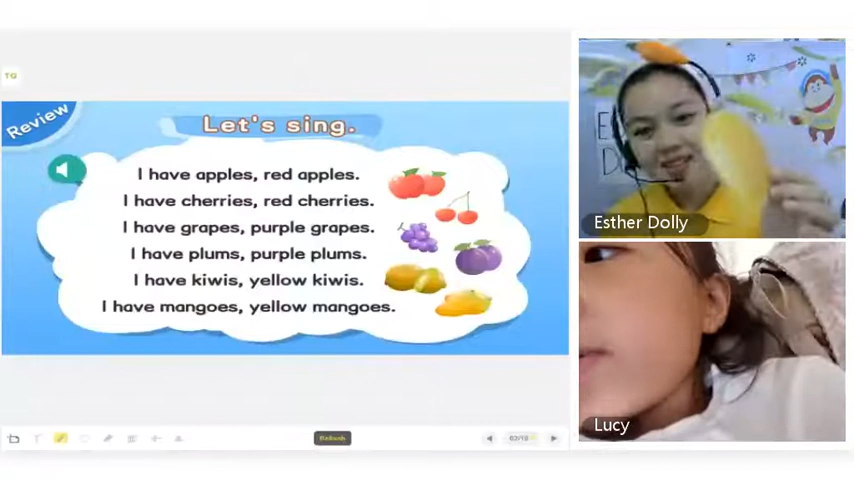 TG
Review
Let's sing.
I have apples, red apples.
I have cherries, red cherries.
I have grapes, purple grapes.
I have plums, purple plums.
I have kiwis, yellow kiwis.
I have mangoes, yellow mangoes.
Esther Dolly
Lucy